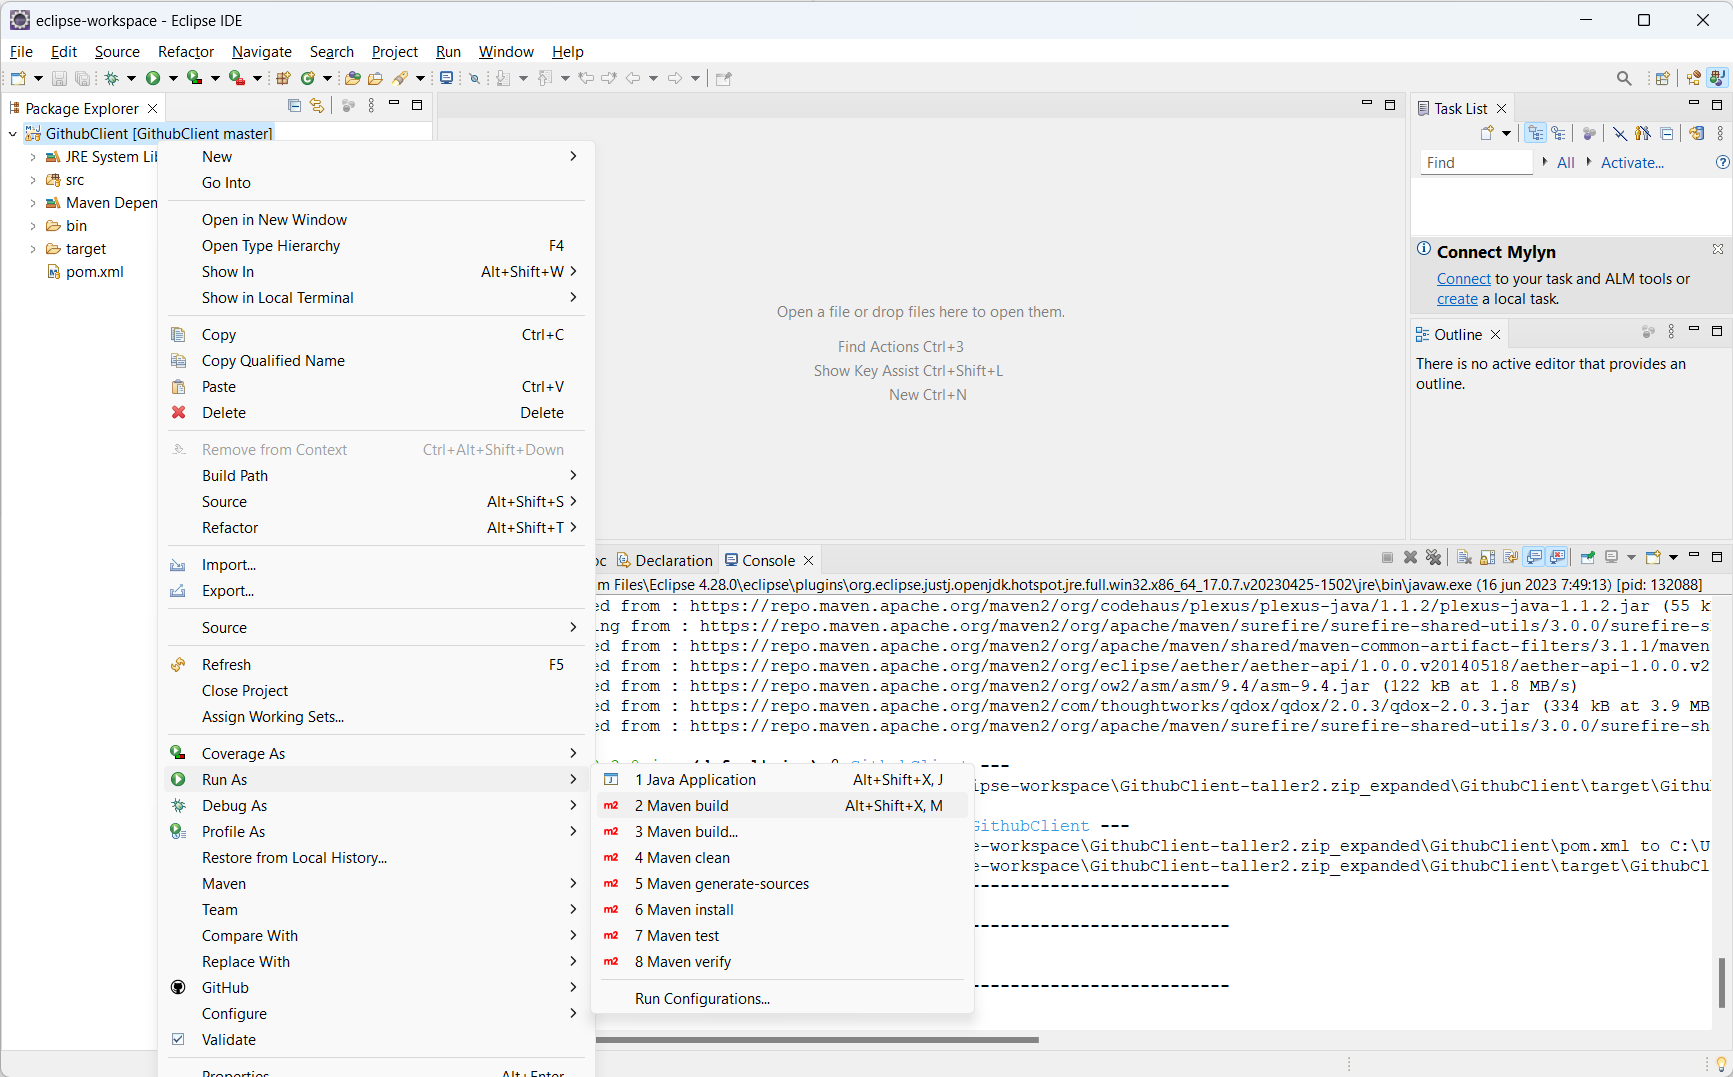 eclipse-workspace - Eclipse IDE
File Edit Source Refactor Navigate Search Project Run Window Help
Package Explorer
GithubClient [GithubClient master]
JRE System Lib
src
Maven Depen
bin
target
pom.xml
New
Go Into
Open in New Window
Open Type Hierarchy F4
Show In Alt+Shift+W
Show in Local Terminal
Copy Ctrl+C
Copy Qualified Name
Paste Ctrl+V
Delete Delete
Remove from Context Ctrl+Alt+Shift+Down
Build Path
Source Alt+Shift+S
Refactor Alt+Shift+T
Import...
Export...
Source
Refresh F5
Close Project
Assign Working Sets...
Coverage As
Run As
Debug As
Profile As
Restore from Local History...
Maven
Team
Compare With
Replace With
GitHub
Configure
Validate
Properties Alt+Enter
1 Java Application Alt+Shift+X, J
2 Maven build Alt+Shift+X, M
3 Maven build...
4 Maven clean
5 Maven generate-sources
6 Maven install
7 Maven test
8 Maven verify
Run Configurations...
Open a file or drop files here to open them.
Find Actions Ctrl+3
Show Key Assist Ctrl+Shift+L
New Ctrl+N
Task List
Find All Activate...
Connect Mylyn
Connect to your task and ALM tools or
create a local task.
Outline
There is no active editor that provides an
outline.
oc Declaration Console
m Files\Eclipse 4.28.0\eclipse\plugins\org.eclipse.justj.openjdk.hotspot.jre.full.win32.x86_64_17.0.7.v20230425-1502\jre\bin\javaw.exe (16 jun 2023 7:49:13) [pid: 132088]
ed from : https://repo.maven.apache.org/maven2/org/codehaus/plexus/plexus-java/1.1.2/plexus-java-1.1.2.jar (55 k
ing from : https://repo.maven.apache.org/maven2/org/apache/maven/surefire/surefire-shared-utils/3.0.0/surefire-s
ed from : https://repo.maven.apache.org/maven2/org/apache/maven/shared/maven-common-artifact-filters/3.1.1/maven
ed from : https://repo.maven.apache.org/maven2/org/eclipse/aether/aether-api/1.0.0.v20140518/aether-api-1.0.0.v2
ed from : https://repo.maven.apache.org/maven2/org/ow2/asm/asm/9.4/asm-9.4.jar (122 kB at 1.8 MB/s)
ed from : https://repo.maven.apache.org/maven2/com/thoughtworks/qdox/qdox/2.0.3/qdox-2.0.3.jar (334 kB at 3.9 MB
ed from : https://repo.maven.apache.org/maven2/org/apache/maven/surefire/surefire-shared-utils/3.0.0/surefire-sh
---
ipse-workspace\GithubClient-taller2.zip_expanded\GithubClient\target\Githu
GithubClient ---
e-workspace\GithubClient-taller2.zip_expanded\GithubClient\pom.xml to C:\U
e-workspace\GithubClient-taller2.zip_expanded\GithubClient\target\GithubCl
--------------------------
--------------------------
--------------------------